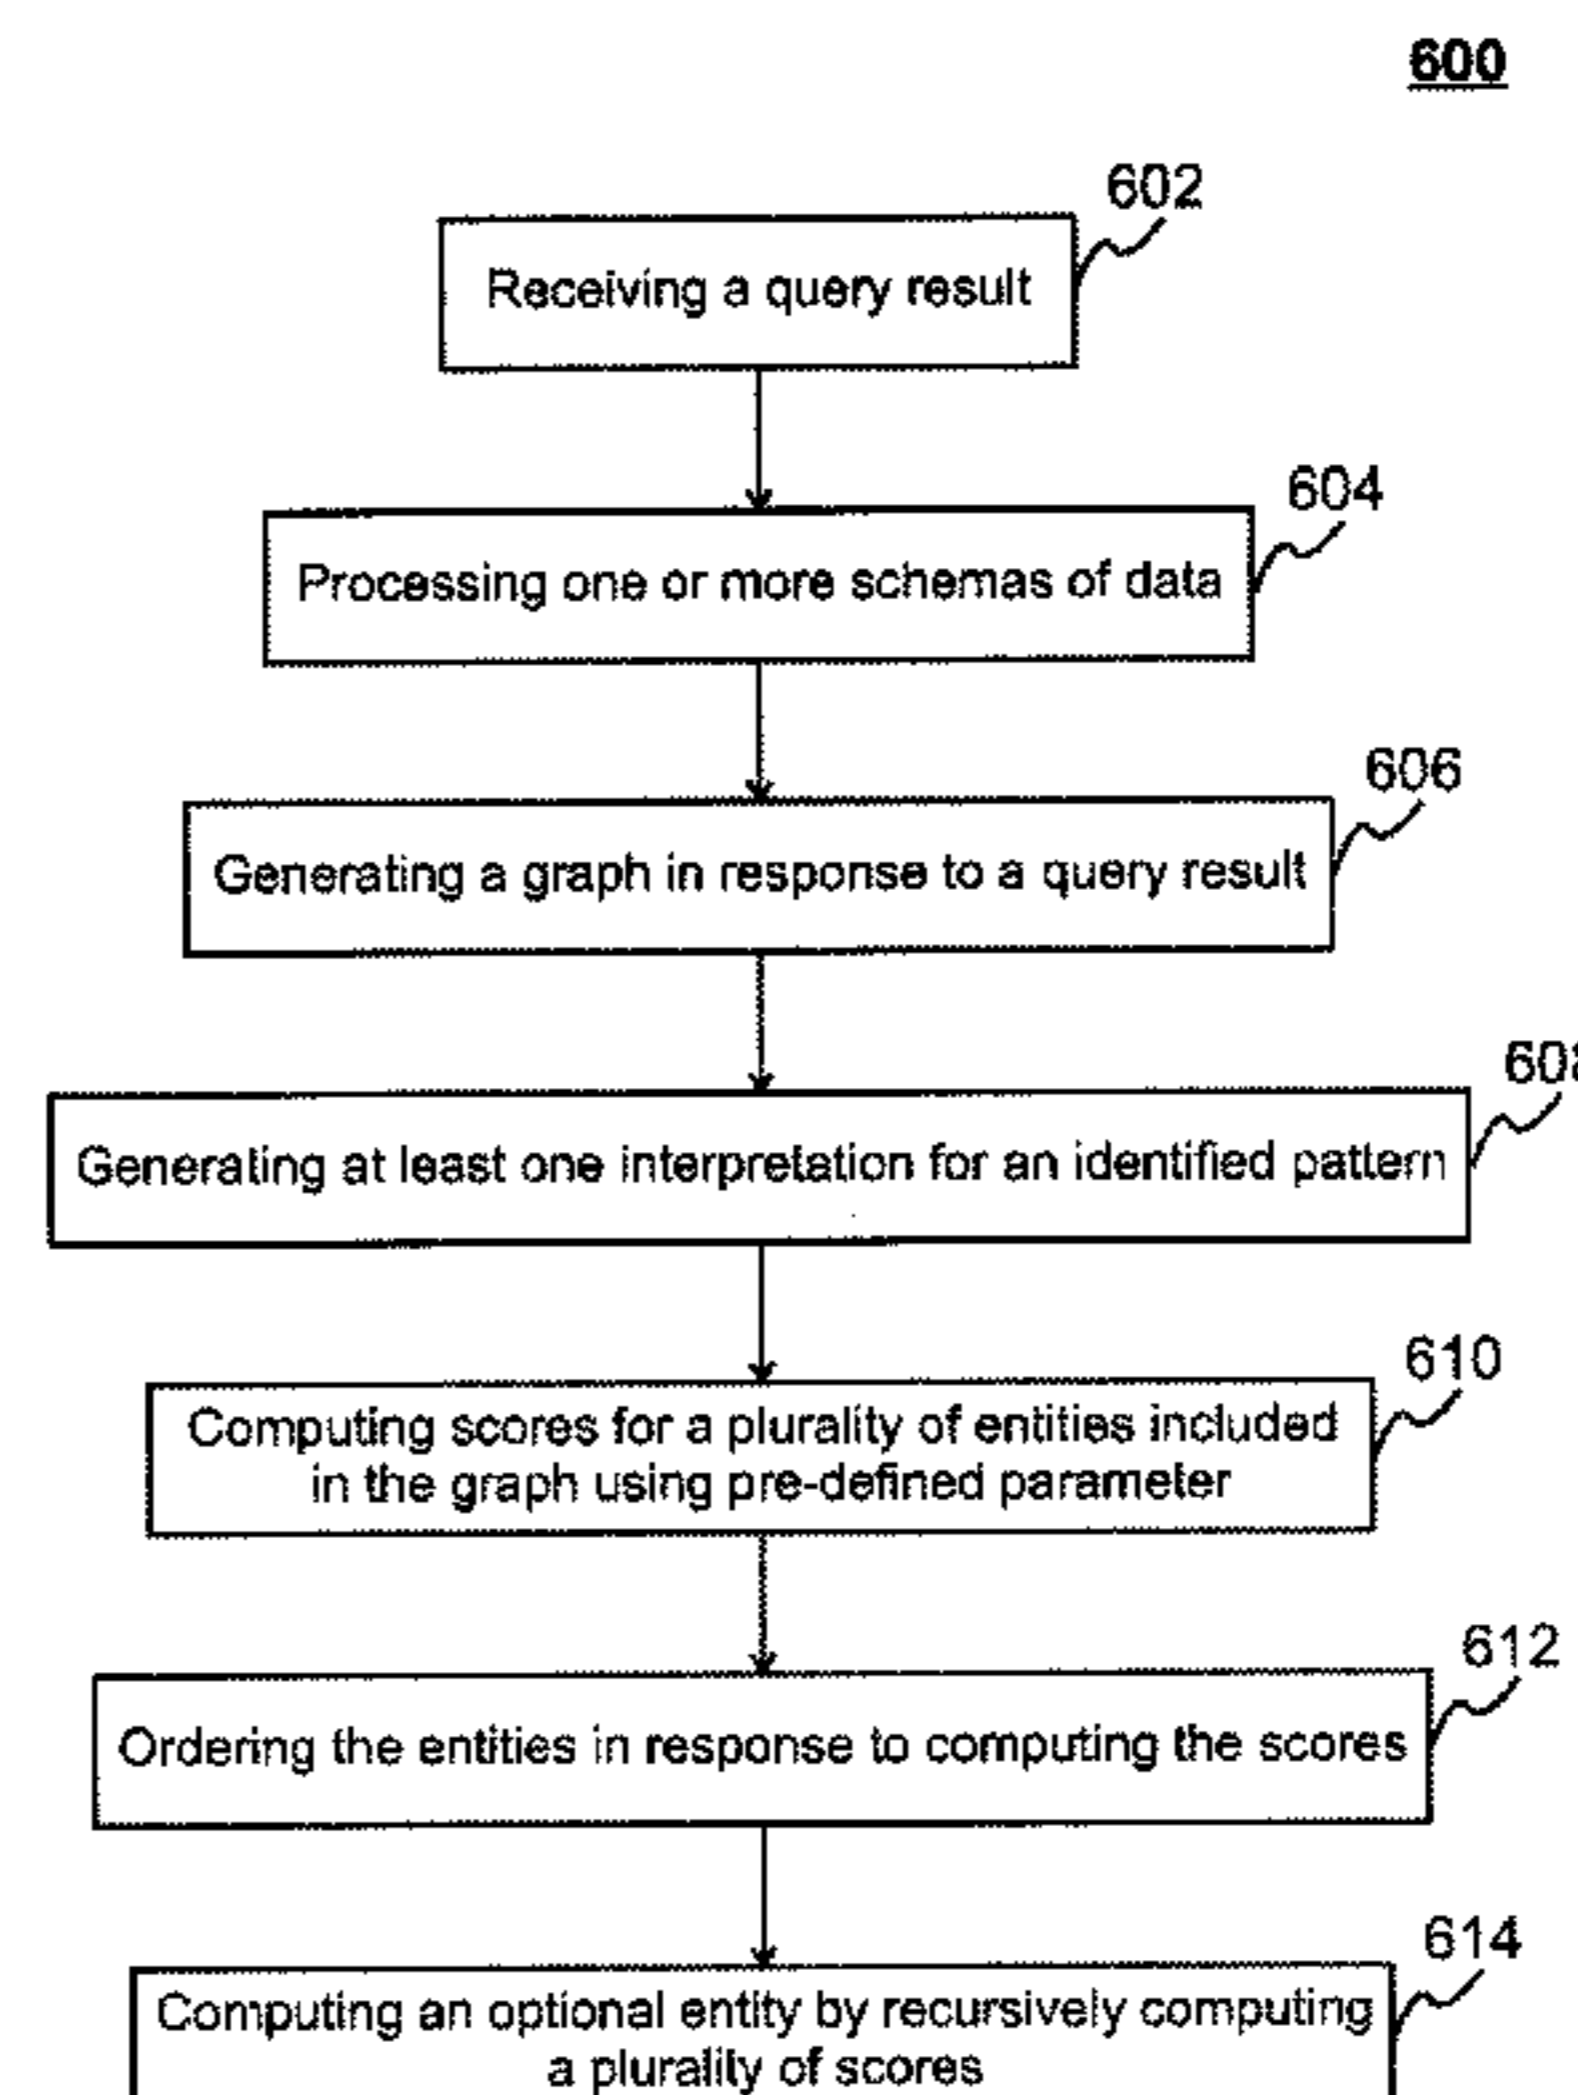 600
602
Receiving a query result
604
Processing one or more schemas of data
606
Generating a graph in response to a query result
608
Generating at least one interpretation for an identified pattern
610
Computing scores for a plurality of entities included
in the graph using pre-defined parameter
612
Ordering the entities in response to computing the scores
614
Computing an optional entity by recursively computing
a plurality of scores